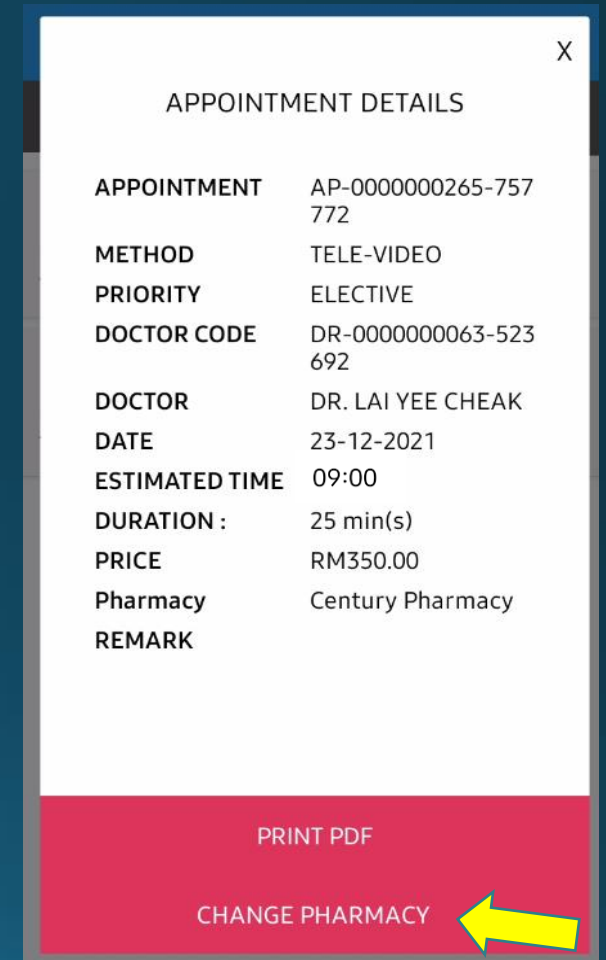 X
APPOINTMENT DETAILS
APPOINTMENT AP-0000000265-757
772
METHOD TELE-VIDEO
PRIORITY ELECTIVE
DOCTOR CODE DR-0000000063-523
692
DOCTOR DR. LAI YEE CHEAK
DATE 23-12-2021
ESTIMATED TIME 09:00
DURATION : 25 min(s)
PRICE RM350.00
Pharmacy Century Pharmacy
REMARK
PRINT PDF
CHANGE PHARMACY